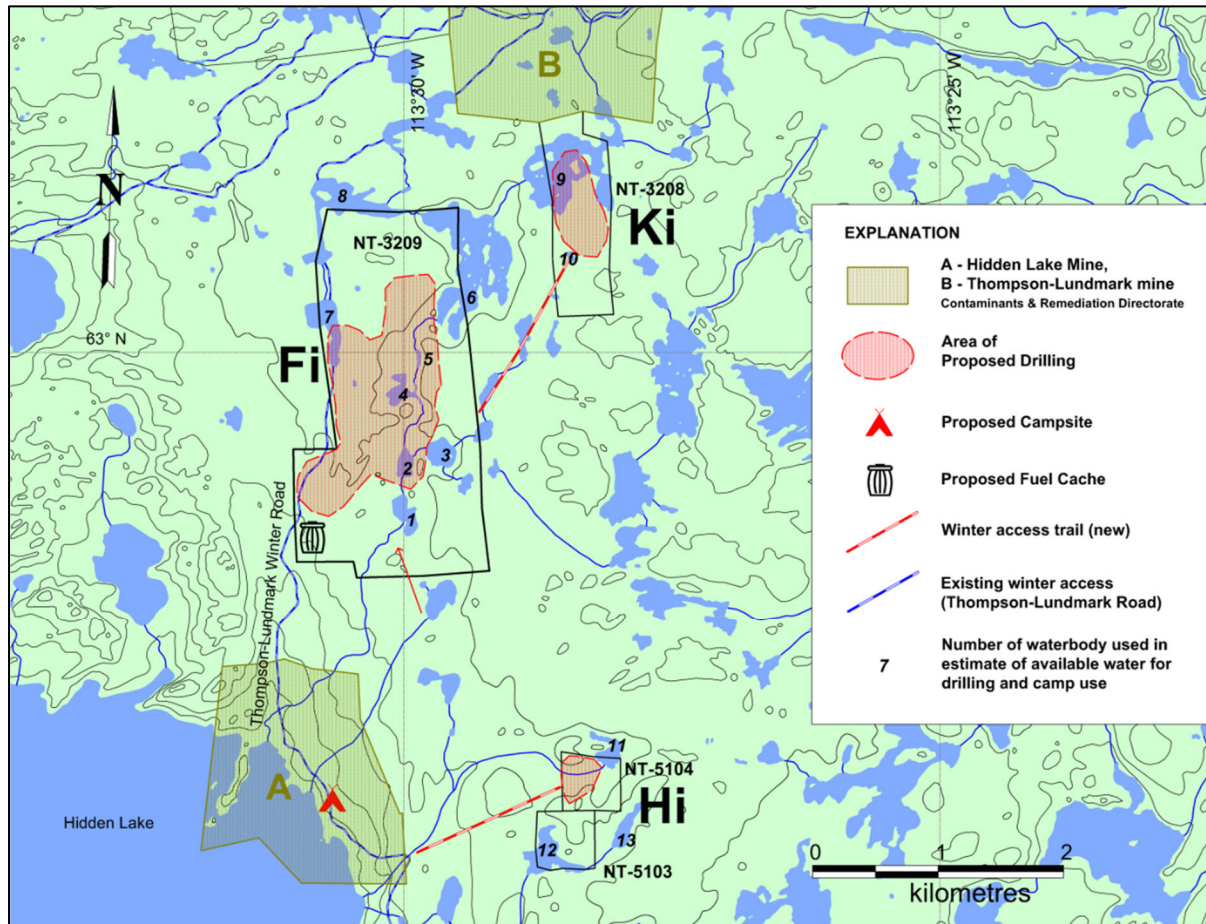 B
113°30' W
113°25' W
N
8
9
NT-3208
NT-3209
Ki
10
6
7
63° N
5
Fi
4
3
2
1
Thompson-Lundmark Winter Road
A
Hidden Lake
11
NT-5104
Hi
12
13
NT-5103
EXPLANATION
A - Hidden Lake Mine,
B - Thompson-Lundmark mine
Contaminants & Remediation Directorate
Area of
Proposed Drilling
Proposed Campsite
Proposed Fuel Cache
Winter access trail (new)
Existing winter access
(Thompson-Lundmark Road)
7
Number of waterbody used in
estimate of available water for
drilling and camp use
0 1 2
kilometres